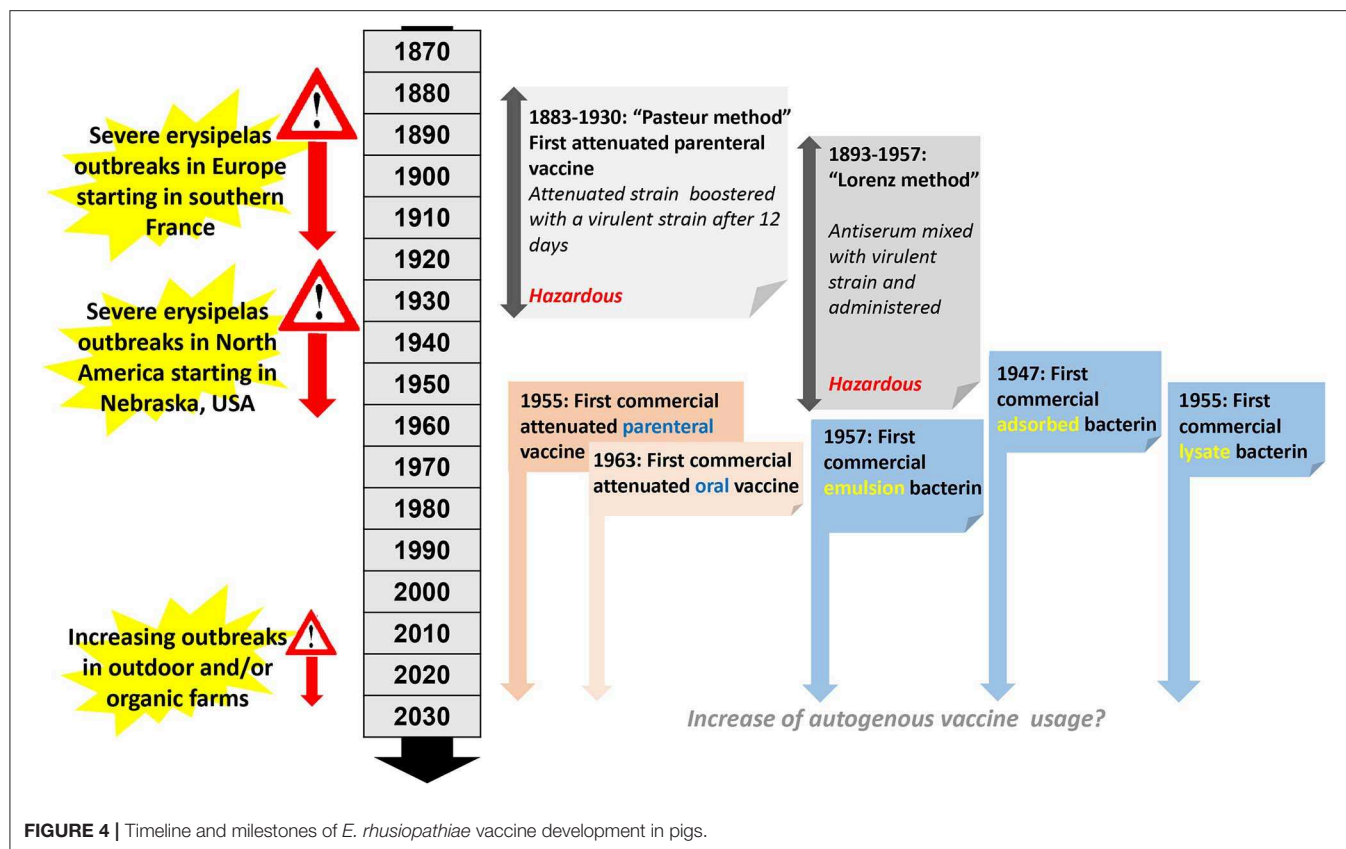 1870
1880
1890
1900
1910
1920
1930
1940
1950
1960
1970
1980
1990
2000
2010
2020
2030
!
Severe erysipelas
outbreaks in Europe
starting in southern
France
!
Severe erysipelas
outbreaks in North
America starting in
Nebraska, USA
!
Increasing outbreaks
in outdoor and/or
organic farms
1883-1930: “Pasteur method”
First attenuated parenteral
vaccine
Attenuated strain boostered
with a virulent strain after 12
days
Hazardous
1893-1957:
“Lorenz method”
Antiserum mixed
with virulent
strain and
administered
Hazardous
1955: First commercial
attenuated parenteral
vaccine
1963: First commercial
attenuated oral vaccine
1957: First
commercial
emulsion bacterin
1947: First
commercial
adsorbed bacterin
1955: First
commercial
lysate bacterin
Increase of autogenous vaccine usage?
FIGURE 4 | Timeline and milestones of E. rhusiopathiae vaccine development in pigs.